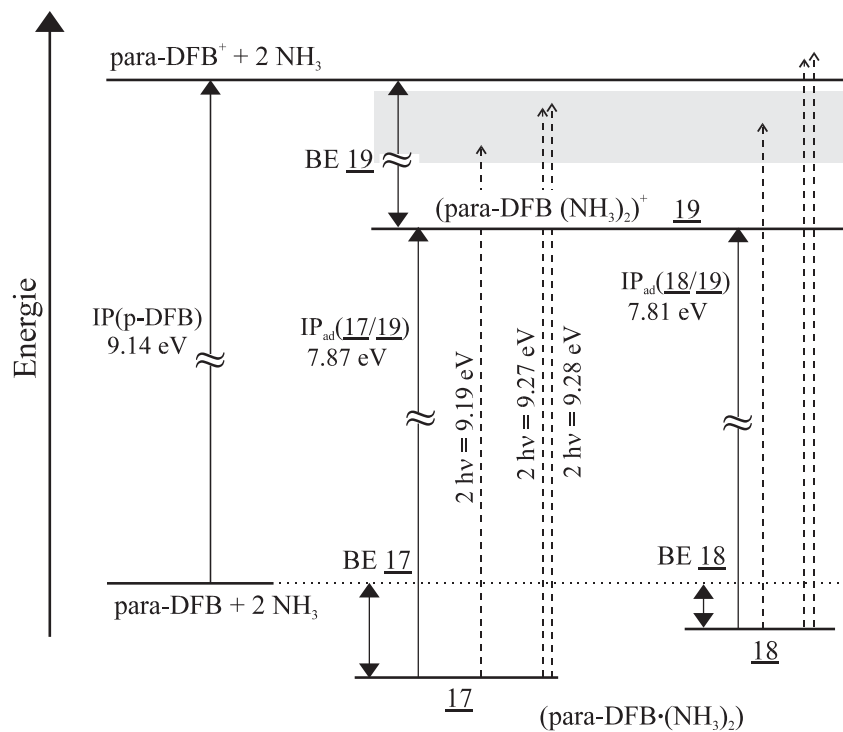 para-DFB⁺ + 2 NH₃
BE 19
(para-DFB (NH₃)₂)⁺ 19
Energie
IP(p-DFB)
9.14 eV
IPad(17/19)
7.87 eV
2 hν = 9.19 eV
2 hν = 9.27 eV
2 hν = 9.28 eV
IPad(18/19)
7.81 eV
BE 17
BE 18
para-DFB + 2 NH₃
17
18
(para-DFB·(NH₃)₂)